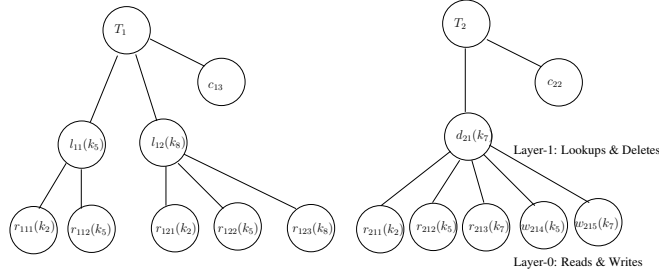 T₁ T₂
c₁₃ c₂₂
l₁₁(k₅) l₁₂(k₈) d₂₁(k₇
Layer-1: Lookups & Deletes
r₁₁₁(k₂) r₁₁₂(k₅) r₁₂₁(k₂) r₁₂₂(k₅) r₁₂₃(k₈) r₂₁₁(k₂) r₂₁₂(k₅) r₂₁₃(k₇) w₂₁₄(k₅) w₂₁₅(k₇)
Layer-0: Reads & Writes